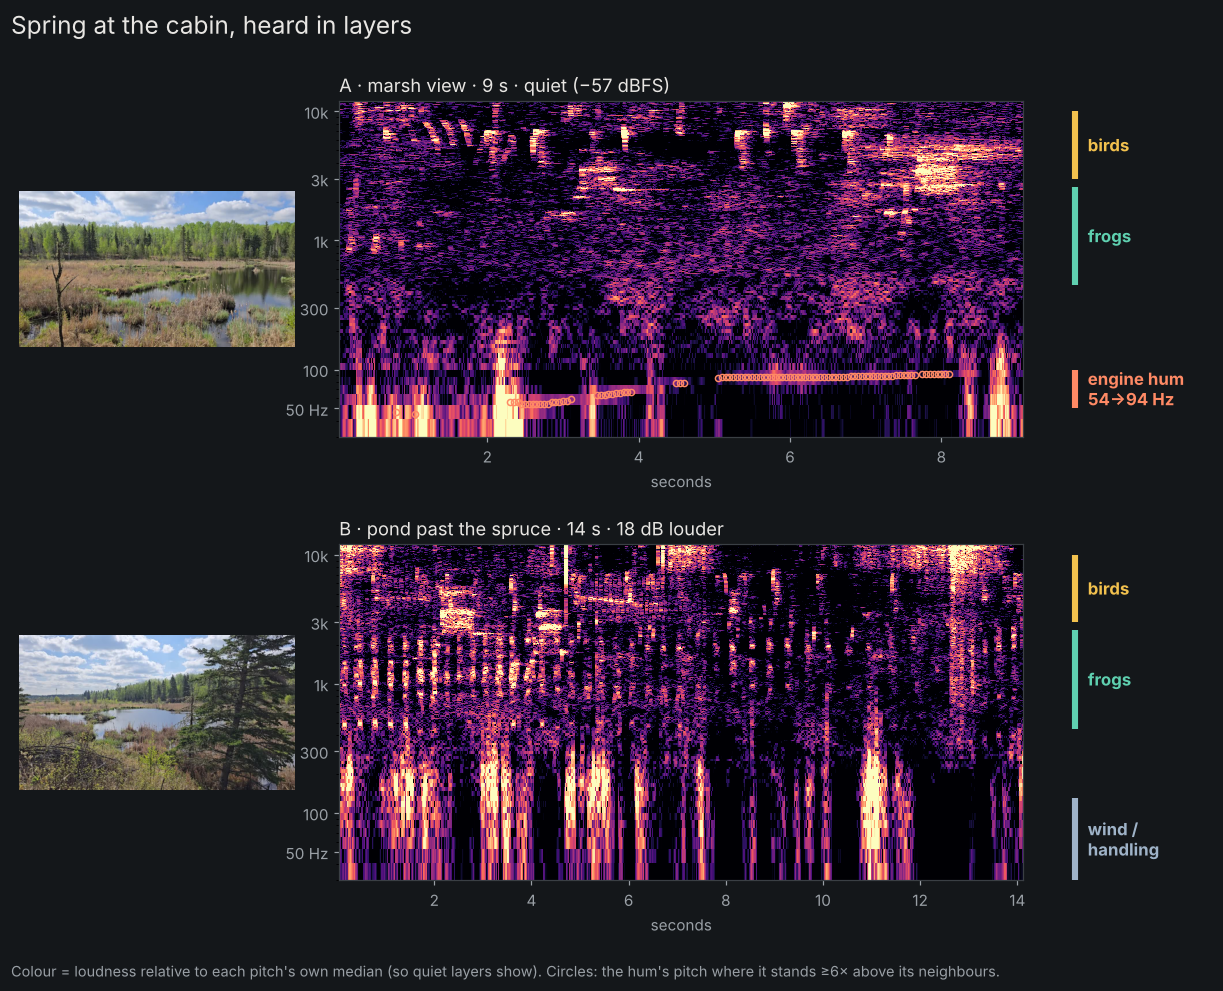 Spring at the cabin, heard in layers
A · marsh view · 9 s · quiet (−57 dBFS)
10k
3k
1k
300
100
50 Hz
2
4
6
8
seconds
birds
frogs
engine hum
54→94 Hz
B · pond past the spruce · 14 s · 18 dB louder
10k
3k
1k
300
100
50 Hz
2
4
6
8
10
12
14
seconds
birds
frogs
wind /
handling
Colour = loudness relative to each pitch's own median (so quiet layers show). Circles: the hum's pitch where it stands ≥6× above its neighbours.